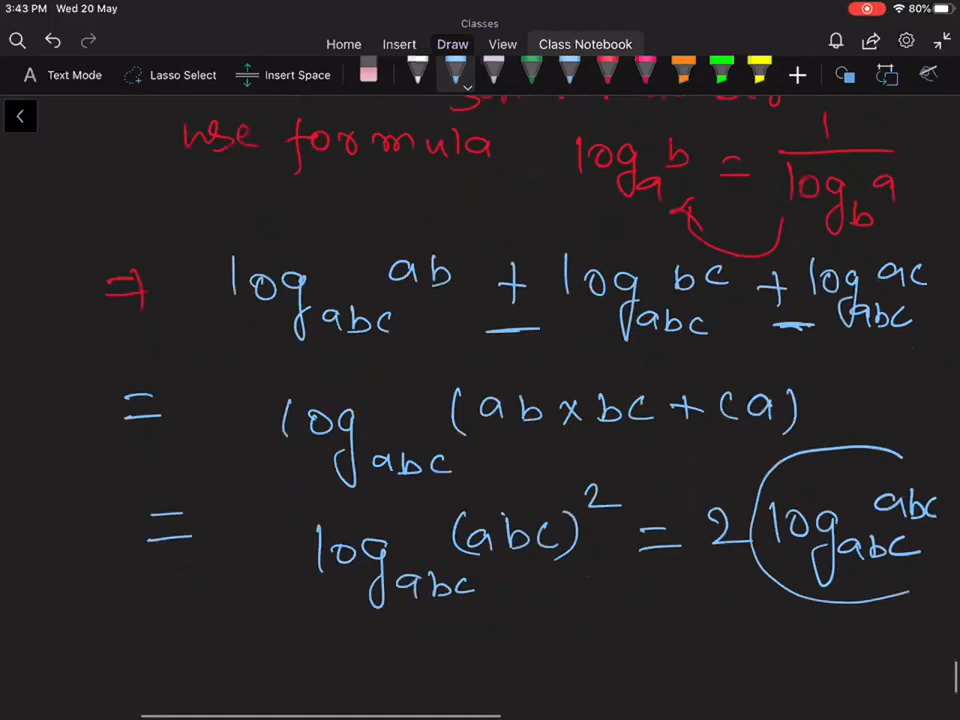 3:43 PM Wed 20 May 80%
Classes
Home Insert Draw View Class Notebook
Text Mode Lasso Select Insert Space
use formula log_a b = 1 / log_b a
⇒ log_abc ab + log_abc bc + log_abc ac
= log_abc (ab × bc + ca)
= log_abc (abc)^2 = 2 log_abc abc